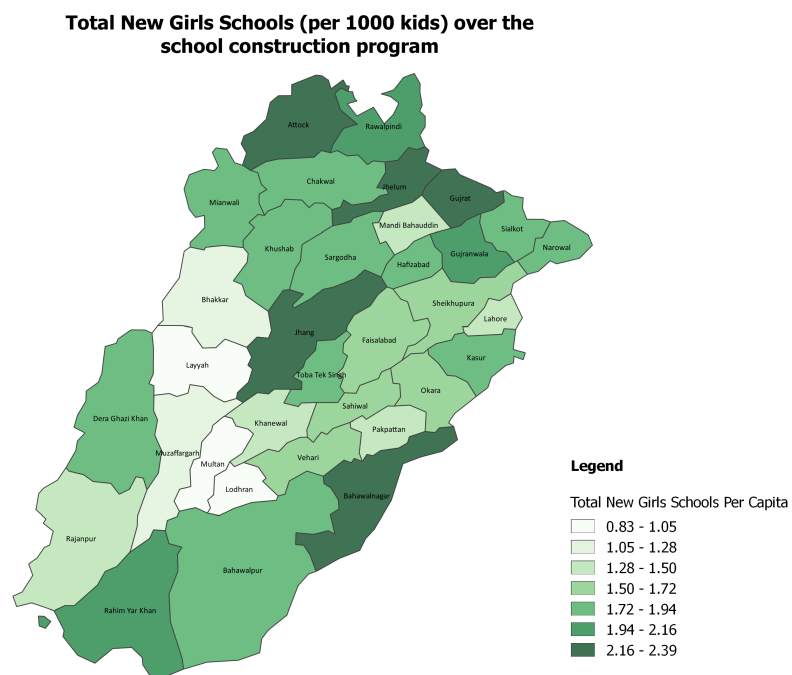 Total New Girls Schools (per 1000 kids) over the
school construction program
Attock
Rawalpindi
Chakwal
Jhelum
Mianwali
Gujrat
Mandi Bahauddin
Sialkot
Khushab
Narowal
Sargodha
Gujranwala
Hafizabad
Bhakkar
Sheikhupura
Lahore
Jhang
Faisalabad
Kasur
Layyah
Toba Tek Singh
Okara
Sahiwal
Dera Ghazi Khan
Khanewal
Pakpattan
Muzaffargarh
Vehari
Multan
Lodhran
Bahawalnagar
Rajanpur
Bahawalpur
Rahim Yar Khan
Legend
Total New Girls Schools Per Capita
0.83 - 1.05
1.05 - 1.28
1.28 - 1.50
1.50 - 1.72
1.72 - 1.94
1.94 - 2.16
2.16 - 2.39